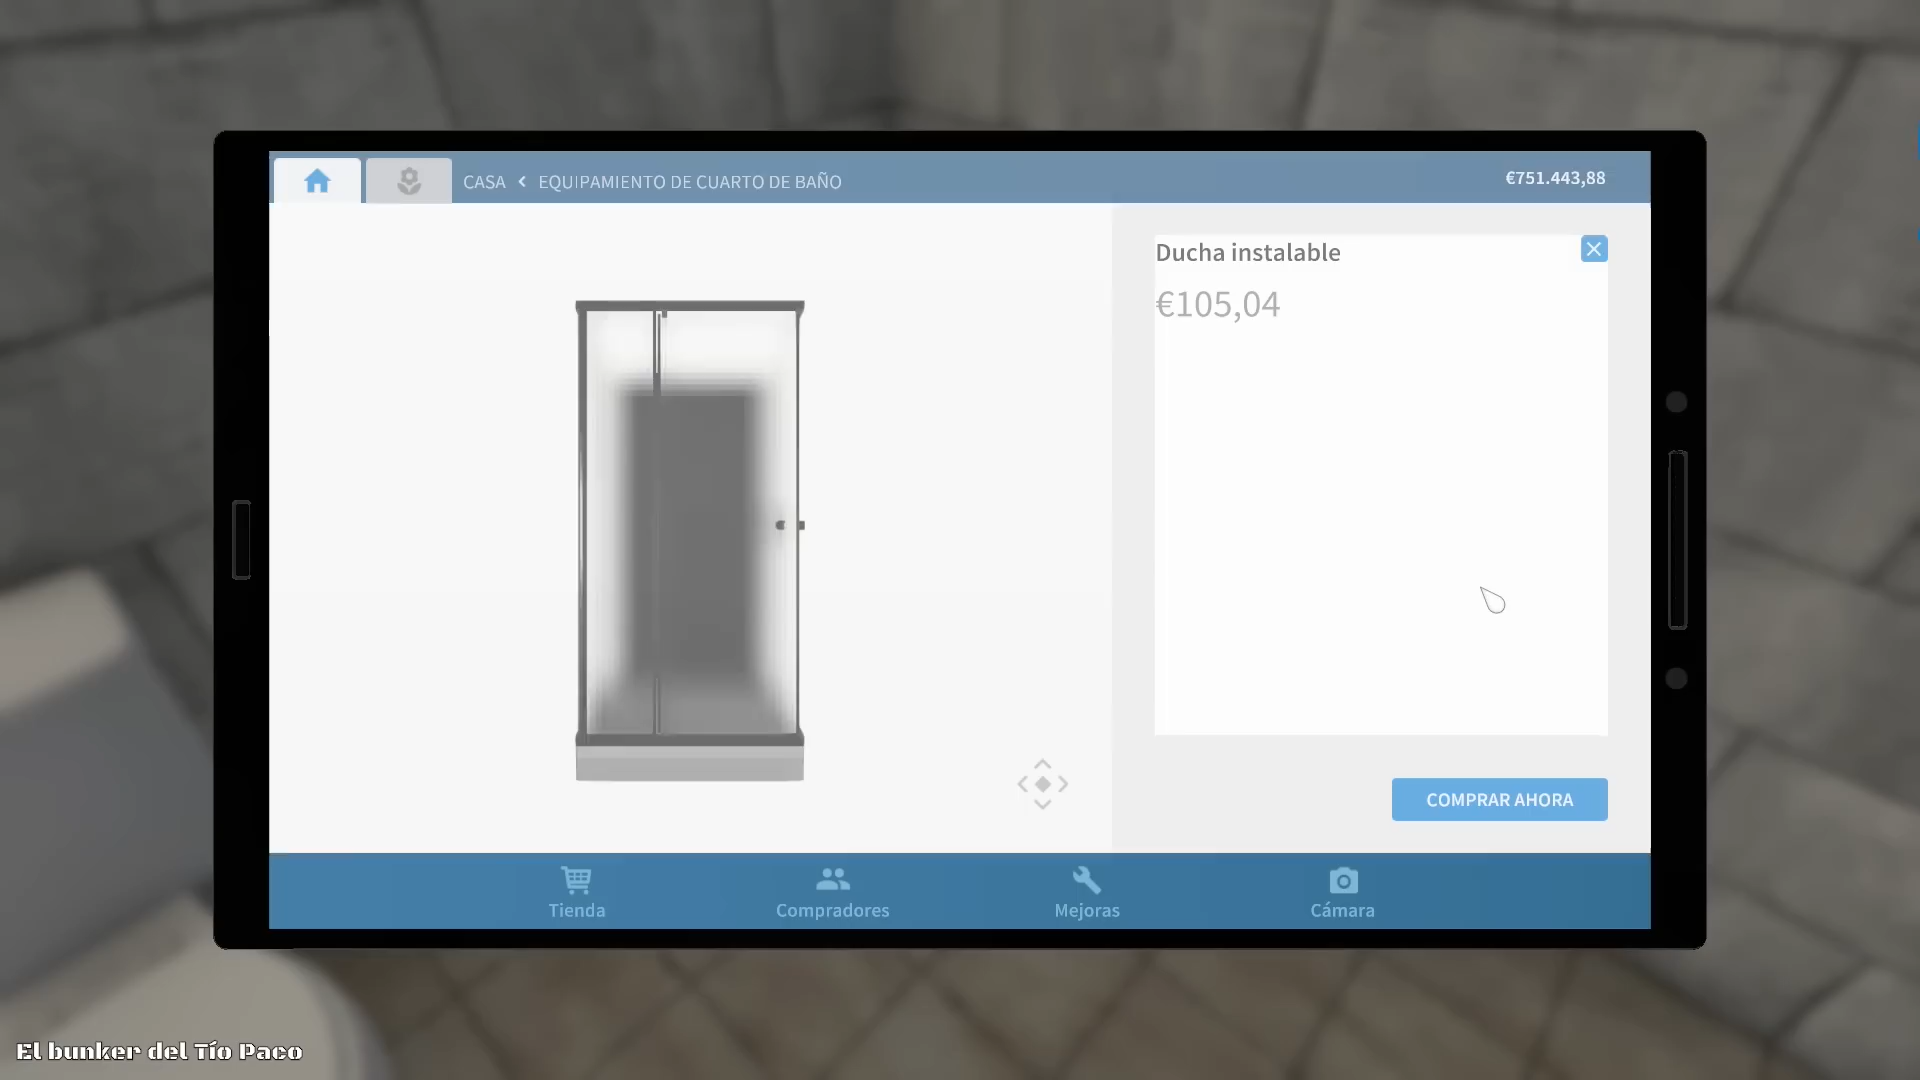 CASA < EQUIPAMIENTO DE CUARTO DE BAÑO
€751.443,88
Ducha instalable
€105,04
COMPRAR AHORA
Tienda
Compradores
Mejoras
Cámara
El bunker del Tío Paco